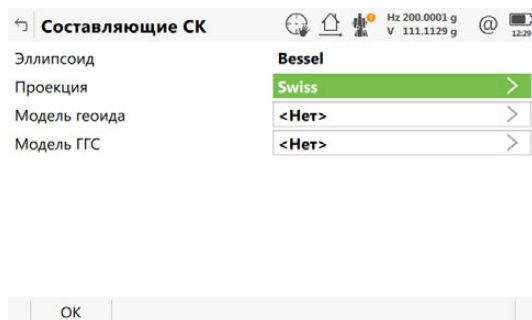 Составляющие СК
Hz 200.0001 g
V 111.1129 g
@
12:29
Эллипсоид Bessel
Проекция Swiss
Модель геоида <Нет>
Модель ГГС <Нет>
OK